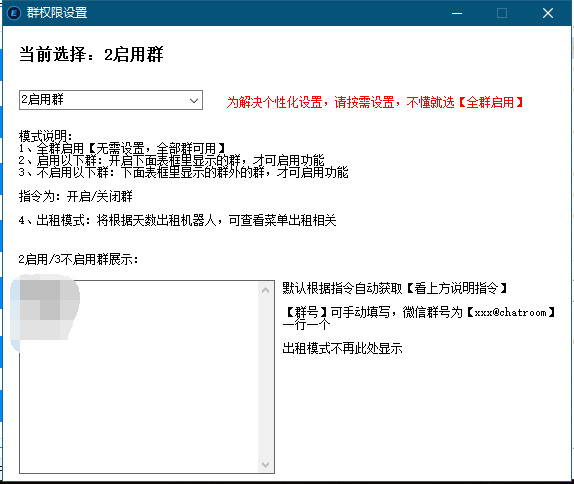 群权限设置
当前选择：2启用群
2启用群
为解决个性化设置，请按需设置，不懂就选【全群启用】
模式说明：
1、全群启用【无需设置，全部群可用】
2、启用以下群：开启下面表框里显示的群，才可启用功能
3、不启用以下群：下面表框里显示的群外的群，才可启用功能
指令为：开启/关闭群
4、出租模式：将根据天数出租机器人，可查看菜单出租相关
2启用/3不启用群展示：
默认根据指令自动获取【看上方说明指令】
【群号】可手动填写，微信群号为【xxx@chatroom】
一行一个
出租模式不再此处显示